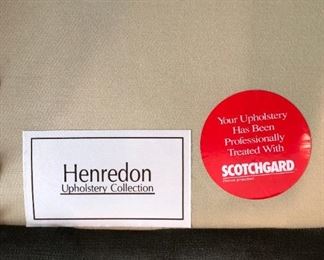 Henredon
Upholstery Collection
Your Upholstery
Has Been
Professionally
Treated With
SCOTCHGARD